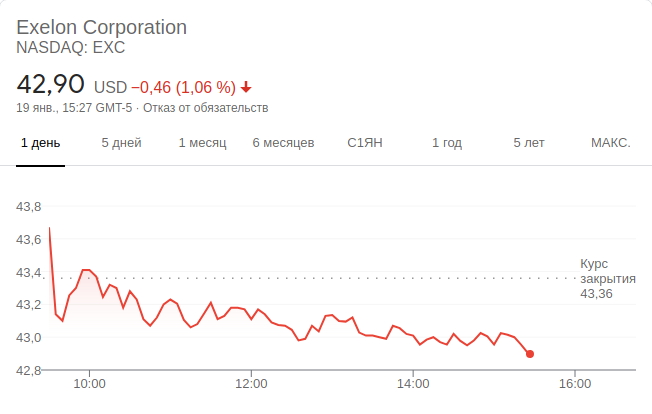 Exelon Corporation
NASDAQ: EXC
42,90 USD −0,46 (1,06 %)
19 янв., 15:27 GMT-5 · Отказ от обязательств
1 день 5 дней 1 месяц 6 месяцев С1ЯН 1 год 5 лет МАКС.
43,8
43,6
43,4
43,2
43,0
42,8
Курс
закрытия
43,36
10:00 12:00 14:00 16:00